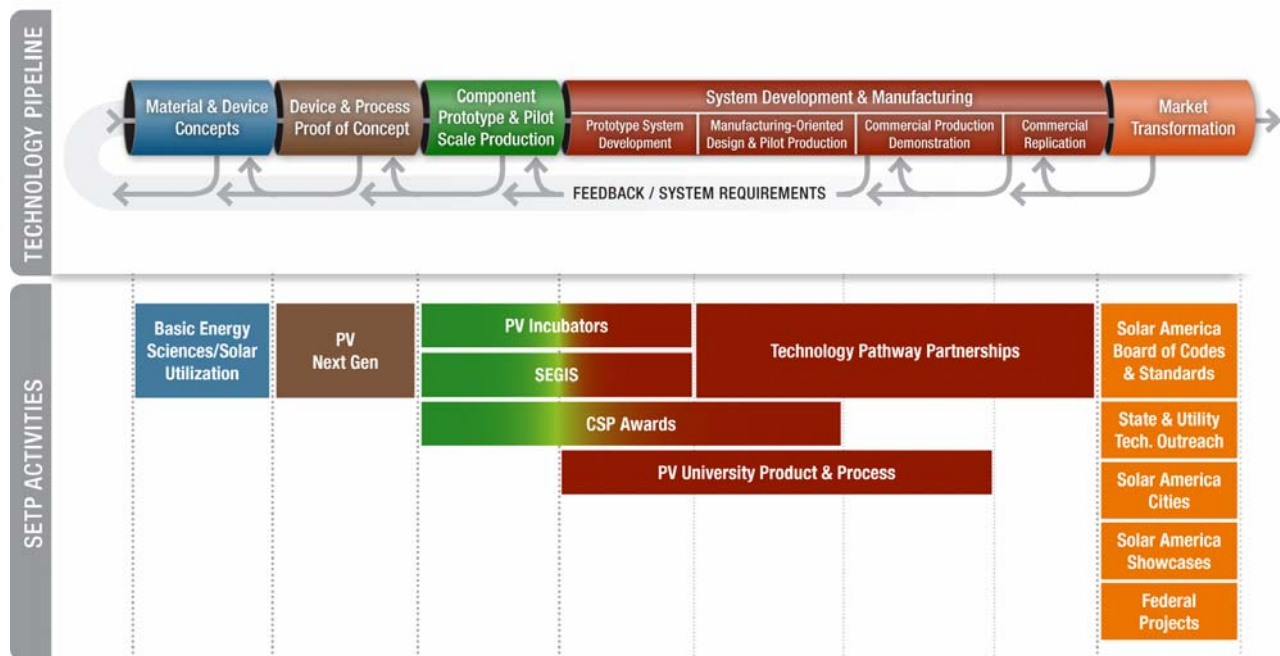 TECHNOLOGY PIPELINE
Material & Device
Concepts
Device & Process
Proof of Concept
Component
Prototype & Pilot
Scale Production
System Development & Manufacturing
Prototype System
Development
Manufacturing-Oriented
Design & Pilot Production
Commercial Production
Demonstration
Commercial
Replication
Market
Transformation
FEEDBACK / SYSTEM REQUIREMENTS
SETP ACTIVITIES
Basic Energy
Sciences/Solar
Utilization
PV
Next Gen
PV Incubators
SEGIS
CSP Awards
PV University Product & Process
Technology Pathway Partnerships
Solar America
Board of Codes
& Standards
State & Utility
Tech. Outreach
Solar America
Cities
Solar America
Showcases
Federal
Projects